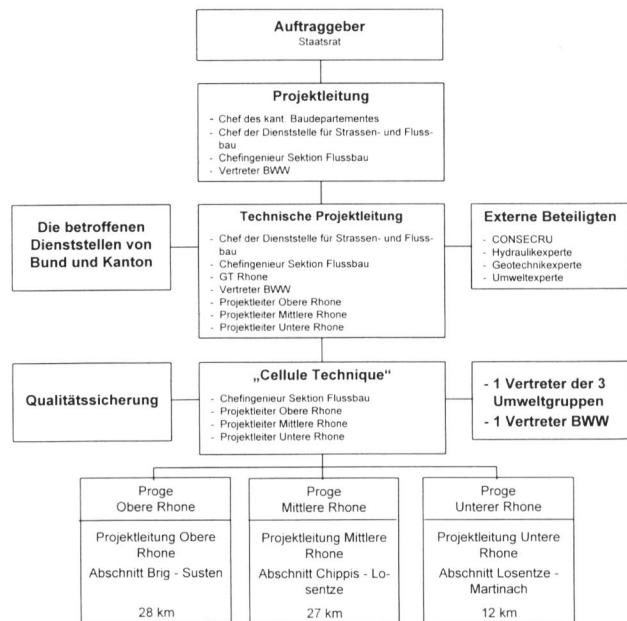 Auftraggeber
Staatsrat
Projektleitung
- Chef des kant. Baudepartementes
- Chef der Dienststelle für Strassen- und Fluss-
bau
- Chefingenieur Sektion Flussbau
- Vertreter BWW
Die betroffenen
Dienststellen von
Bund und Kanton
Technische Projektleitung
- Chef der Dienststelle für Strassen- und Fluss-
bau
- Chefingenieur Sektion Flussbau
- GT Rhone
- Vertreter BWW
- Projektleiter Obere Rhone
- Projektleiter Mittlere Rhone
- Projektleiter Untere Rhone
Externe Beteiligten
- CONSECRU
- Hydraulikexperte
- Geotechnikexperte
- Umweltexperte
Qualitätssicherung
„Cellule Technique“
- Chefingenieur Sektion Flussbau
- Projektleiter Obere Rhone
- Projektleiter Mittlere Rhone
- Projektleiter Untere Rhone
- 1 Vertreter der 3
Umweltgruppen
- 1 Vertreter BWW
Proge
Obere Rhone
Projektleitung Obere
Rhone
Abschnitt Brig - Susten
28 km
Proge
Mittlere Rhone
Projektleitung Mittlere
Rhone
Abschnitt Chippis - Lo-
sentze
27 km
Proge
Unterer Rhone
Projektleitung Untere
Rhone
Abschnitt Losentze -
Martinach
12 km